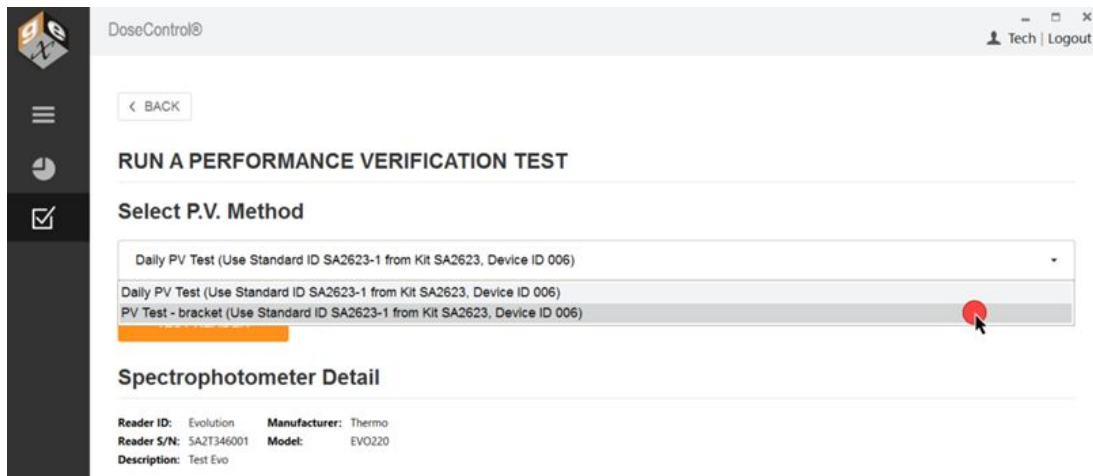 gex
DoseControl®
Tech | Logout
< BACK
RUN A PERFORMANCE VERIFICATION TEST
Select P.V. Method
Daily PV Test (Use Standard ID SA2623-1 from Kit SA2623, Device ID 006)
Daily PV Test (Use Standard ID SA2623-1 from Kit SA2623, Device ID 006)
PV Test - bracket (Use Standard ID SA2623-1 from Kit SA2623, Device ID 006)
Spectrophotometer Detail
Reader ID: Evolution Manufacturer: Thermo
Reader S/N: 5A2T346001 Model: EVO220
Description: Test Evo